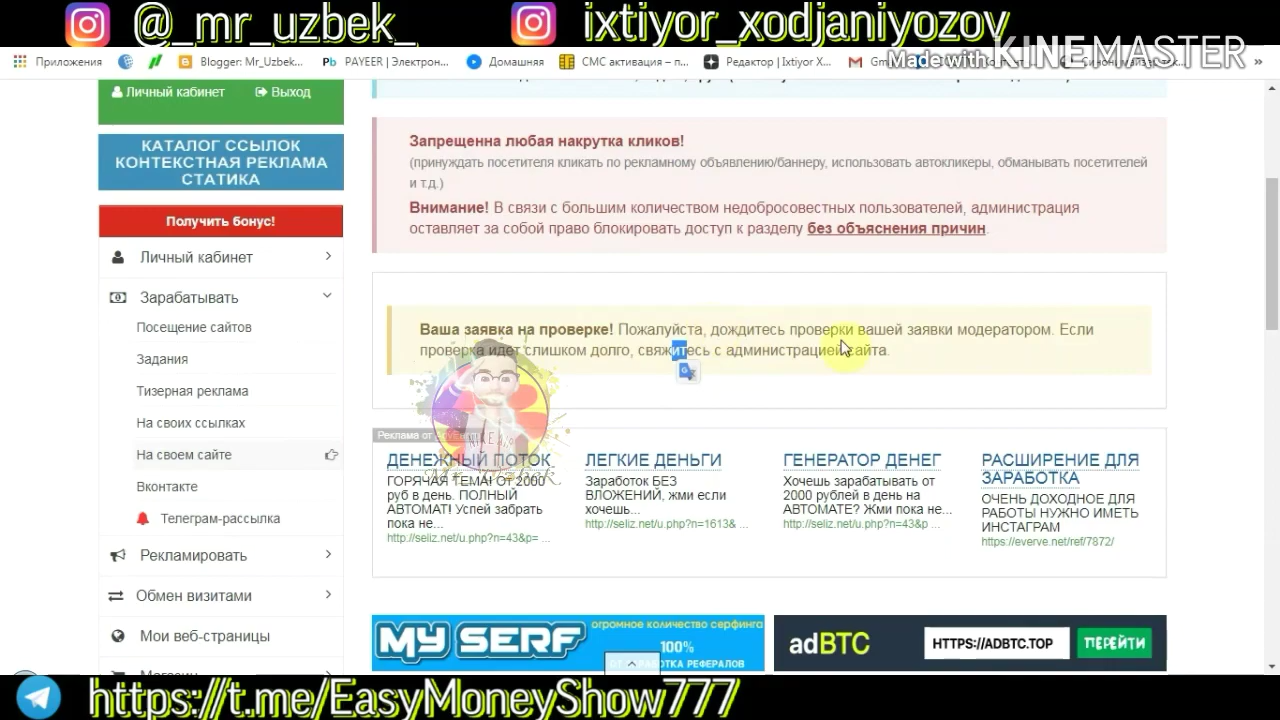 @_mr_uzbek_ ixtiyor_xodjaniyozov
Made with KINEMASTER
Приложения Blogger: Mr_Uzbek... PAYEER | Электрон... Домашняя СМС активация – п... Редактор | Ixtiyor X...
Личный кабинет Выход
КАТАЛОГ ССЫЛОК
КОНТЕКСТНАЯ РЕКЛАМА
СТАТИКА
Получить бонус!
Личный кабинет
Зарабатывать
Посещение сайтов
Задания
Тизерная реклама
На своих ссылках
На своем сайте
Вконтакте
Телеграм-рассылка
Рекламировать
Обмен визитами
Мои веб-страницы
Запрещенна любая накрутка кликов!
(принуждать посетителя кликать по рекламному объявлению/баннеру, использовать автокликеры, обманывать посетителей
и т.д.)
Внимание! В связи с большим количеством недобросовестных пользователей, администрация
оставляет за собой право блокировать доступ к разделу без объяснения причин.
Ваша заявка на проверке! Пожалуйста, дождитесь проверки вашей заявки модератором. Если
проверка идет слишком долго, свяжитесь с администрацией сайта.
Реклама от
ДЕНЕЖНЫЙ ПОТОК
ГОРЯЧАЯ ТЕМА! ОТ 2000
руб в день. ПОЛНЫЙ
АВТОМАТ! Успей забрать
пока не...
http://seliz.net/u.php?n=43&p= ...
ЛЕГКИЕ ДЕНЬГИ
Заработок БЕЗ
ВЛОЖЕНИЙ, жми если
хочешь...
http://seliz.net/u.php?n=1613& ...
ГЕНЕРАТОР ДЕНЕГ
Хочешь зарабатывать от
2000 рублей в день на
АВТОМАТЕ? Жми пока не...
http://seliz.net/u.php?n=43&p ...
РАСШИРЕНИЕ ДЛЯ
ЗАРАБОТКА
ОЧЕНЬ ДОХОДНОЕ ДЛЯ
РАБОТЫ НУЖНО ИМЕТЬ
ИНСТАГРАМ
https://everve.net/ref/7872/
Mr Uzbek
MY SERF огромное количество серфинга
100%
ОТ РАБОТКА РЕФЕРАЛОВ
adBTC HTTPS://ADBTC.TOP ПЕРЕЙТИ
https://t.me/EasyMoneyShow777